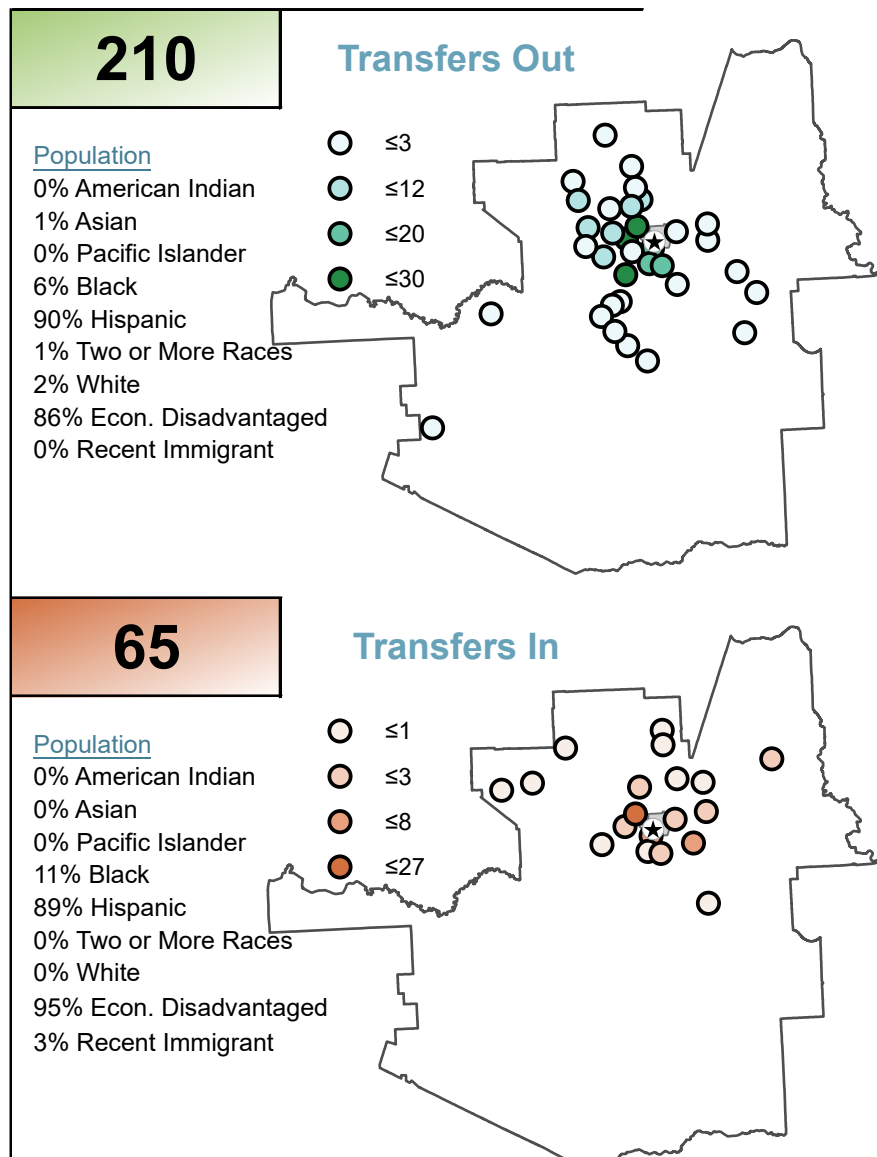 210
Transfers Out
Population
0% American Indian
1% Asian
0% Pacific Islander
6% Black
90% Hispanic
1% Two or More Races
2% White
86% Econ. Disadvantaged
0% Recent Immigrant
≤3
≤12
≤20
≤30
65
Transfers In
Population
0% American Indian
0% Asian
0% Pacific Islander
11% Black
89% Hispanic
0% Two or More Races
0% White
95% Econ. Disadvantaged
3% Recent Immigrant
≤1
≤3
≤8
≤27